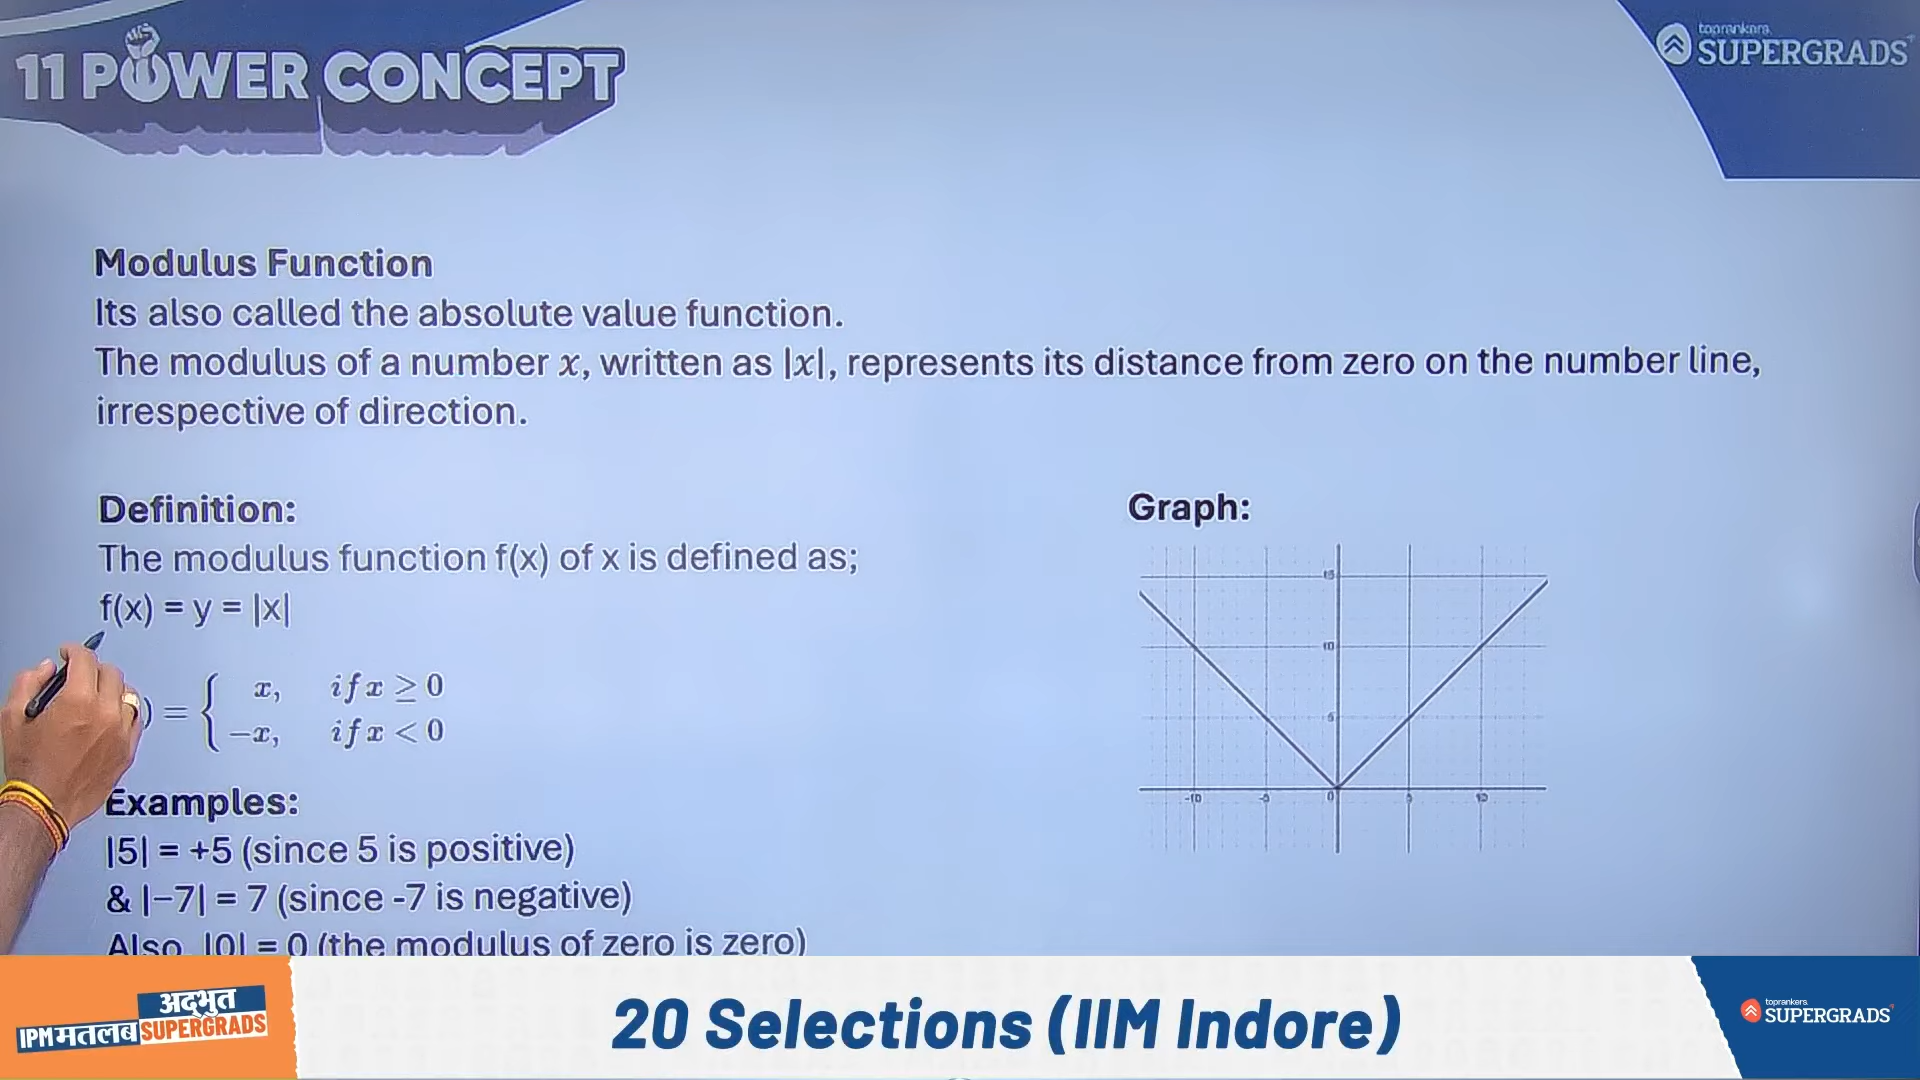 11 POWER CONCEPT
toprankers
SUPERGRADS
Modulus Function
Its also called the absolute value function.
The modulus of a number x, written as |x|, represents its distance from zero on the number line,
irrespective of direction.
Definition:
The modulus function f(x) of x is defined as;
f(x) = y = |x|
) = { x, if x ≥ 0
−x, if x < 0
Graph:
15
10
5
-10 -5 0 5 10
Examples:
|5| = +5 (since 5 is positive)
& |−7| = 7 (since -7 is negative)
Also, |0| = 0 (the modulus of zero is zero)
अद्भुत
IPM मतलब SUPERGRADS
20 Selections (IIM Indore)
toprankers
SUPERGRADS